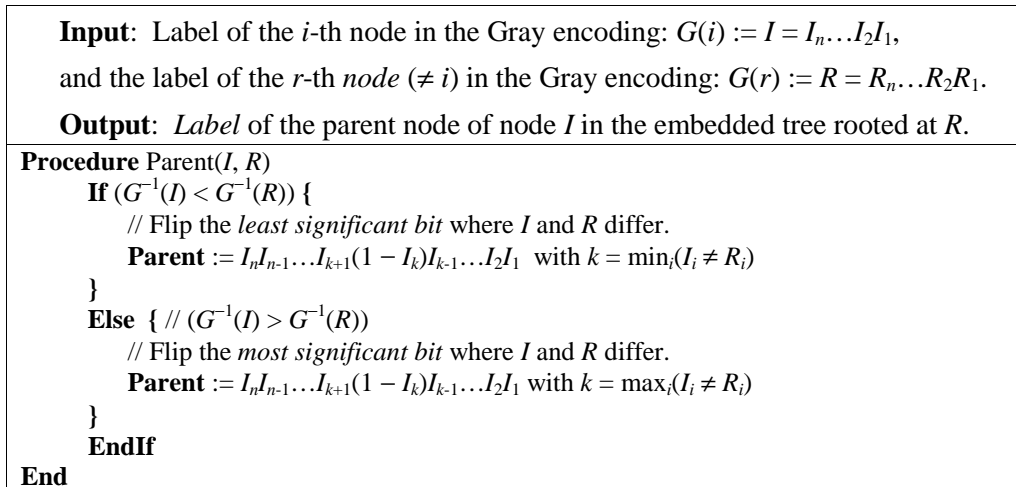 Input: Label of the i-th node in the Gray encoding: G(i) := I = Iₙ…I₂I₁,
and the label of the r-th node (≠ i) in the Gray encoding: G(r) := R = Rₙ…R₂R₁.
Output: Label of the parent node of node I in the embedded tree rooted at R.
Procedure Parent(I, R)
If (G⁻¹(I) < G⁻¹(R)) {
// Flip the least significant bit where I and R differ.
Parent := IₙIₙ₋₁…Iₖ₊₁(1 − Iₖ)Iₖ₋₁…I₂I₁ with k = minᵢ(Iᵢ ≠ Rᵢ)
}
Else { // (G⁻¹(I) > G⁻¹(R))
// Flip the most significant bit where I and R differ.
Parent := IₙIₙ₋₁…Iₖ₊₁(1 − Iₖ)Iₖ₋₁…I₂I₁ with k = maxᵢ(Iᵢ ≠ Rᵢ)
}
EndIf
End